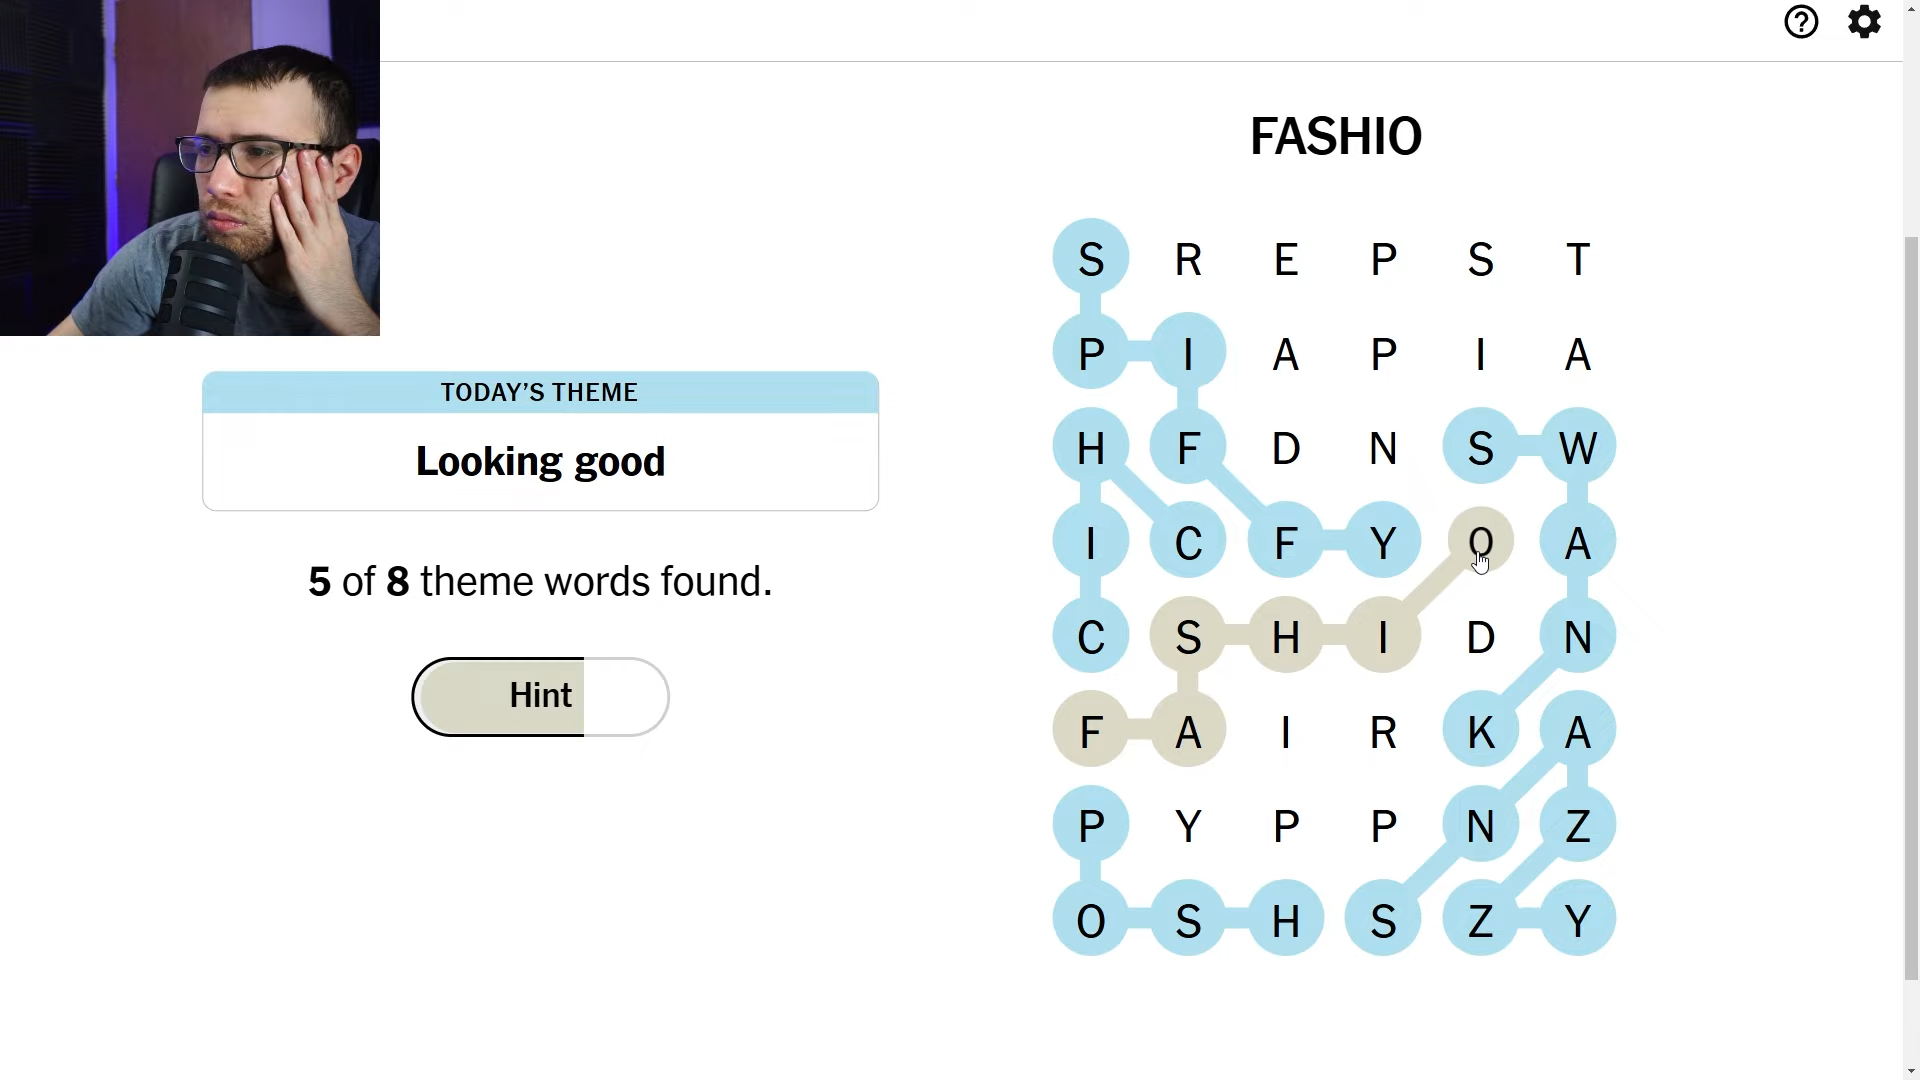 FASHIO
S R E P S T
P I A P I A
TODAY'S THEME
Looking good
H F D N S W
I C F Y O A
5 of 8 theme words found.
C S H I D N
Hint
F A I R K A
P Y P P N Z
O S H S Z Y